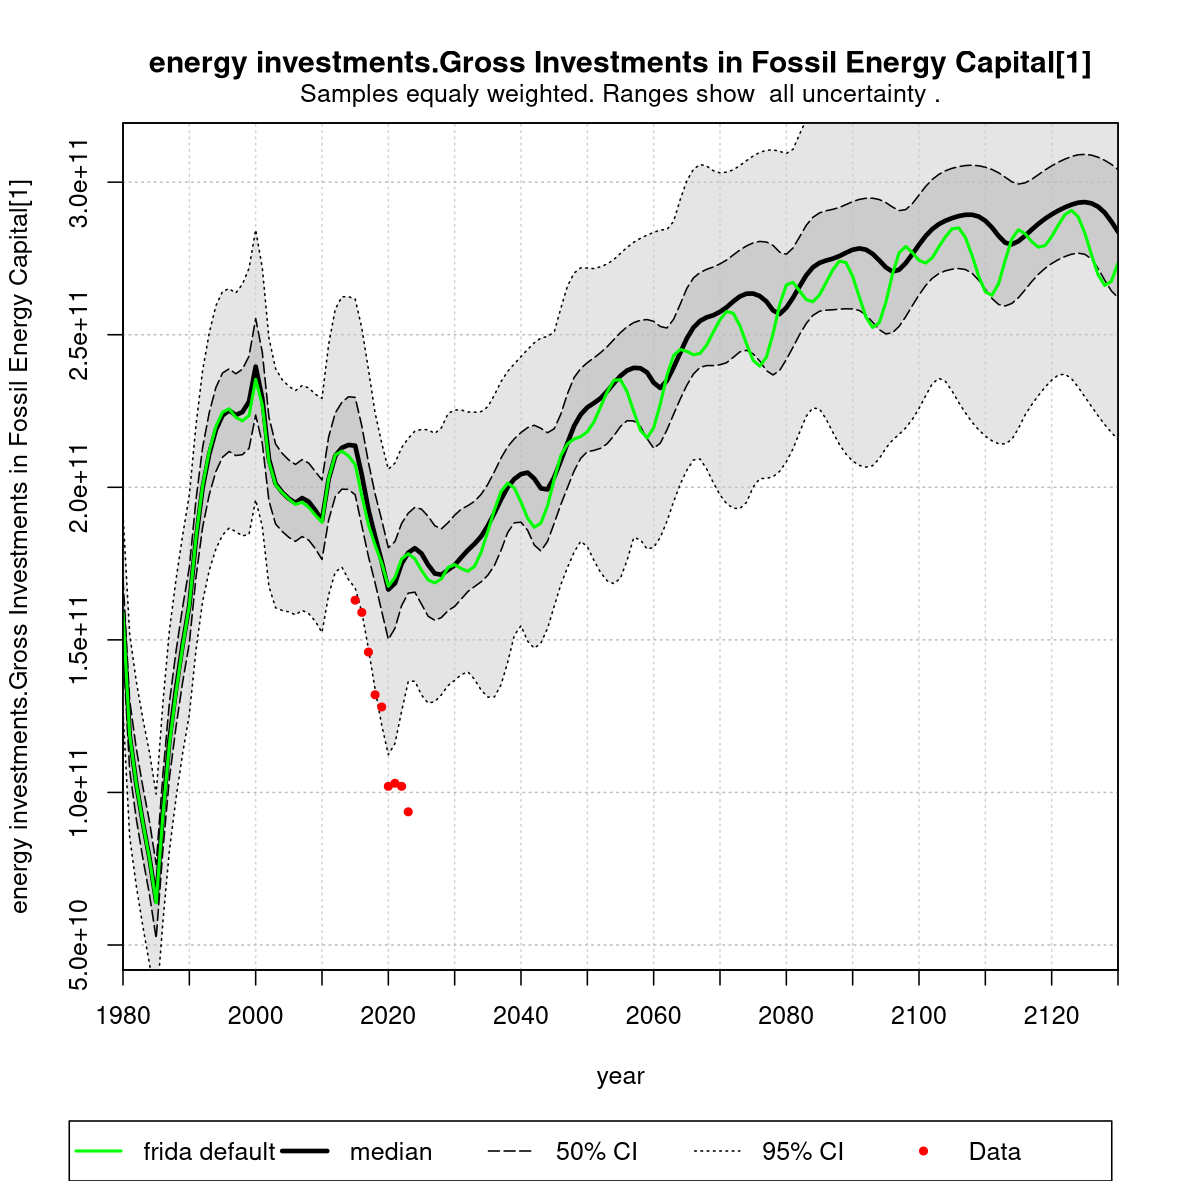 energy investments.Gross Investments in Fossil Energy Capital[1]
Samples equaly weighted. Ranges show  all uncertainty .
energy investments.Gross Investments in Fossil Energy Capital[1]
3.0e+11
2.5e+11
2.0e+11
1.5e+11
1.0e+11
5.0e+10
1980 2000 2020 2040 2060 2080 2100 2120
year
frida default median 50% CI 95% CI Data